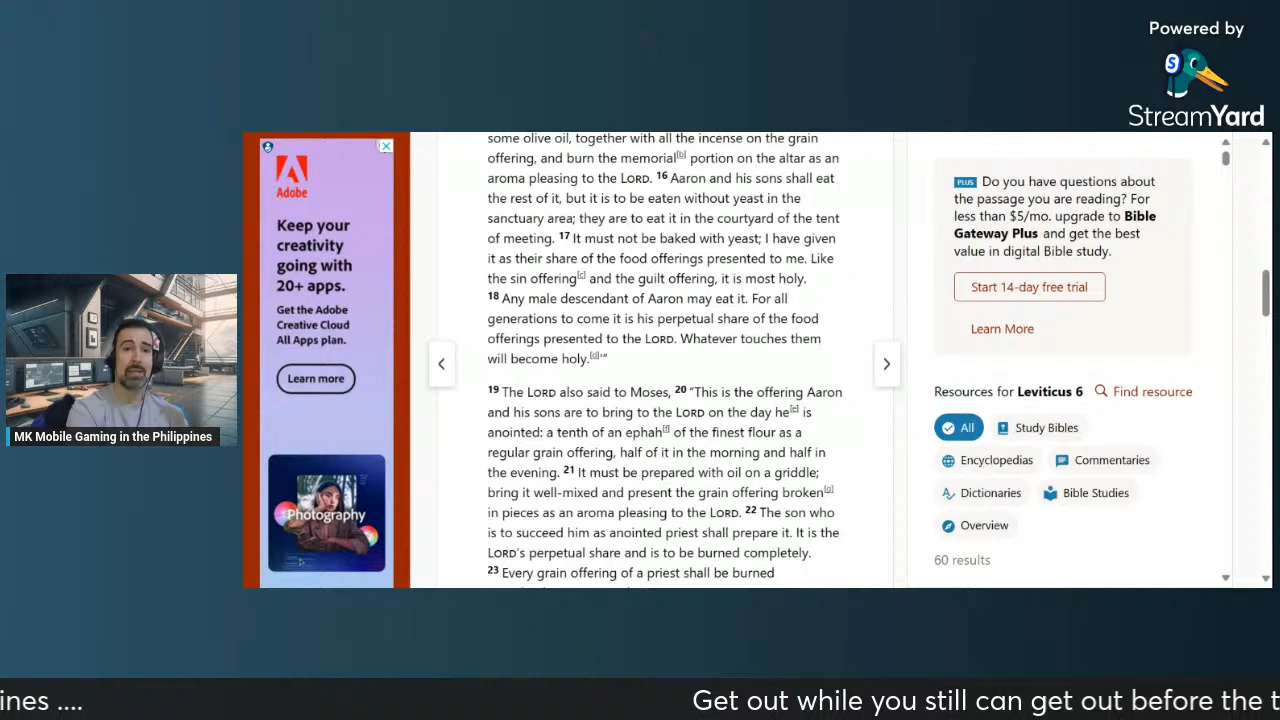 Powered by
StreamYard
Adobe
Keep your
creativity
going with
20+ apps.
Get the Adobe
Creative Cloud
All Apps plan.
Learn more
Photography
MK Mobile Gaming in the Philippines
some olive oil, together with all the incense on the grain
offering, and burn the memorial[b] portion on the altar as an
aroma pleasing to the LORD. 16 Aaron and his sons shall eat
the rest of it, but it is to be eaten without yeast in the
sanctuary area; they are to eat it in the courtyard of the tent
of meeting. 17 It must not be baked with yeast; I have given
it as their share of the food offerings presented to me. Like
the sin offering[c] and the guilt offering, it is most holy.
18 Any male descendant of Aaron may eat it. For all
generations to come it is his perpetual share of the food
offerings presented to the LORD. Whatever touches them
will become holy.[d]’”
19 The LORD also said to Moses, 20 “This is the offering Aaron
and his sons are to bring to the LORD on the day he[e] is
anointed: a tenth of an ephah[f] of the finest flour as a
regular grain offering, half of it in the morning and half in
the evening. 21 It must be prepared with oil on a griddle;
bring it well-mixed and present the grain offering broken[g]
in pieces as an aroma pleasing to the LORD. 22 The son who
is to succeed him as anointed priest shall prepare it. It is the
LORD’s perpetual share and is to be burned completely.
23 Every grain offering of a priest shall be burned
PLUS Do you have questions about
the passage you are reading? For
less than $5/mo. upgrade to Bible
Gateway Plus and get the best
value in digital Bible study.
Start 14-day free trial
Learn More
Resources for Leviticus 6 Find resource
All Study Bibles
Encyclopedias Commentaries
Dictionaries Bible Studies
Overview
60 results
ines .... Get out while you still can get out before the t